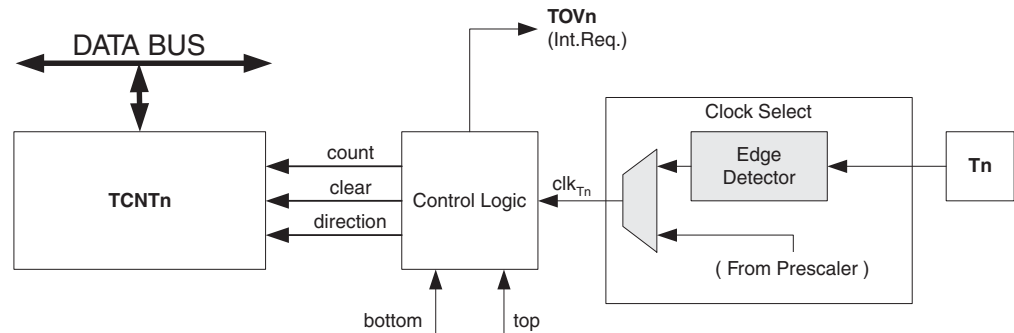 TOVn
(Int.Req.)
DATA BUS
Clock Select
count
Edge
Detector
Tn
TCNTn
clear
Control Logic
clkTn
direction
( From Prescaler )
bottom
top